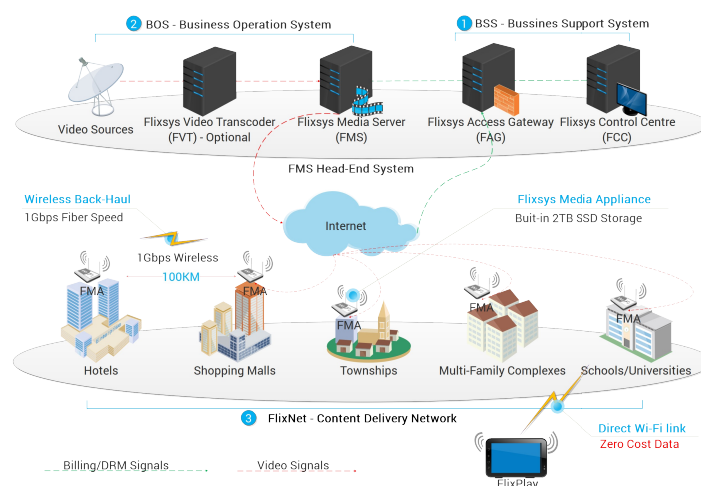 2 BOS - Business Operation System
1 BSS - Bussines Support System
Video Sources
Flixsys Video Transcoder
(FVT) - Optional
Flixsys Media Server
(FMS)
Flixsys Access Gateway
(FAG)
Flixsys Control Centre
(FCC)
FMS Head-End System
Wireless Back-Haul
1Gbps Fiber Speed
Internet
Flixsys Media Appliance
Buit-in 2TB SSD Storage
1Gbps Wireless
100KM
FMA
FMA
FMA
FMA
FMA
Hotels
Shopping Malls
Townships
Multi-Family Complexes
Schools/Universities
3 FlixNet - Content Delivery Network
Direct Wi-Fi link
Zero Cost Data
Billing/DRM Signals
Video Signals
FlixPlay